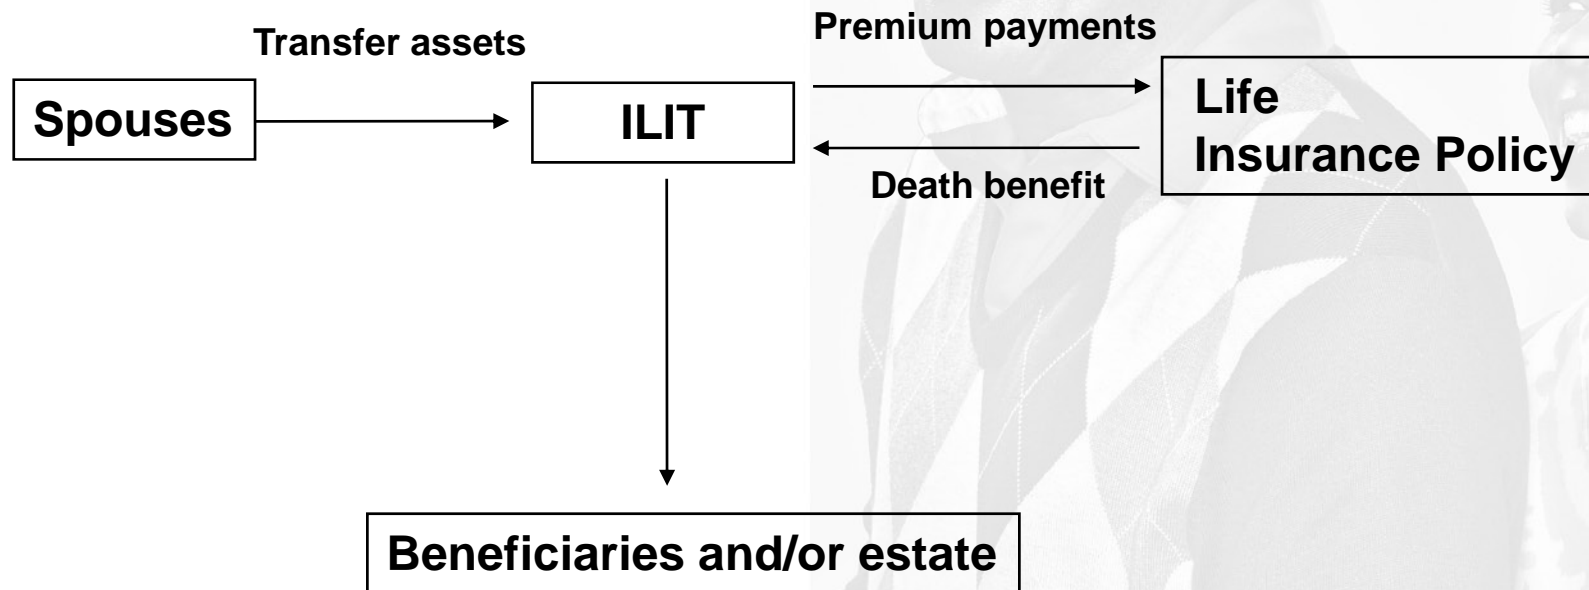 Transfer assets
Premium payments
Spouses
ILIT
Life
Insurance Policy
Death benefit
Beneficiaries and/or estate